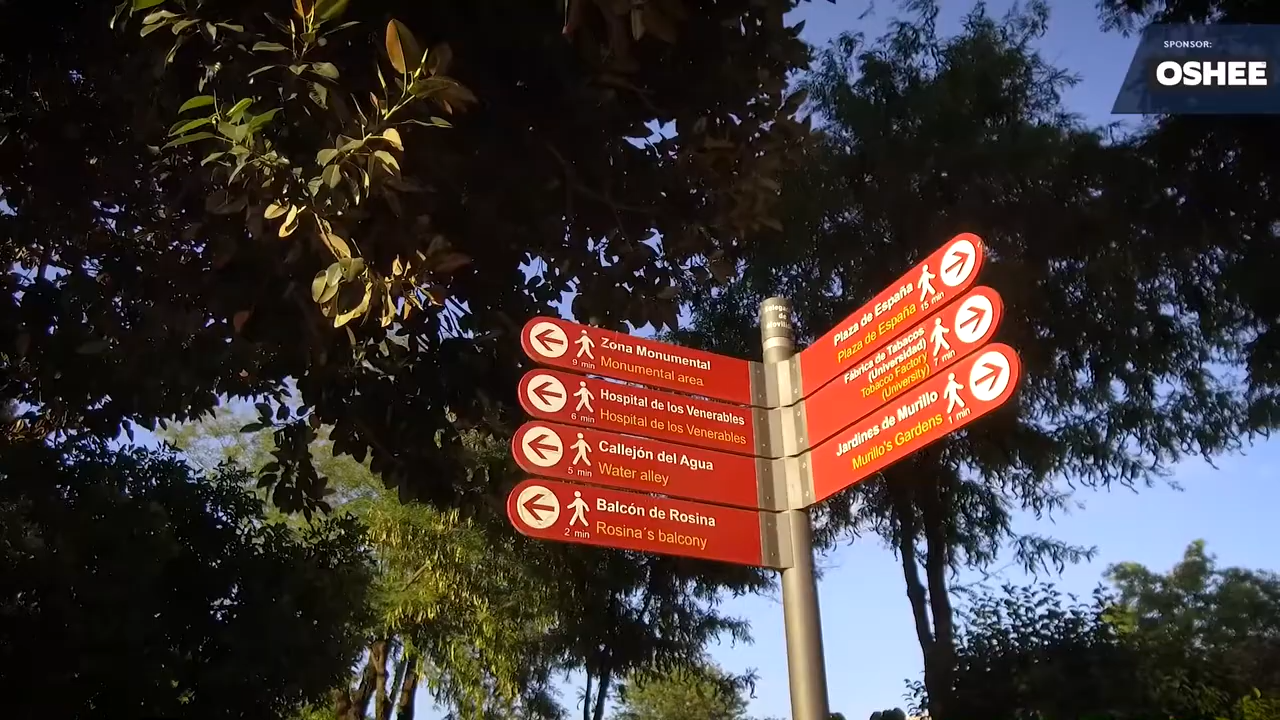 SPONSOR:
OSHEE
Zona Monumental
Monumental area
9 min
Hospital de los Venerables
Hospital de los Venerables
6 min
Callejón del Agua
Water alley
5 min
Balcón de Rosina
Rosina´s balcony
2 min
Plaza de España
Plaza de España
15 min
Fábrica de Tabacos
(Universidad)
Tobacco Factory
(University)
7 min
Jardines de Murillo
Murillo's Gardens
1 min